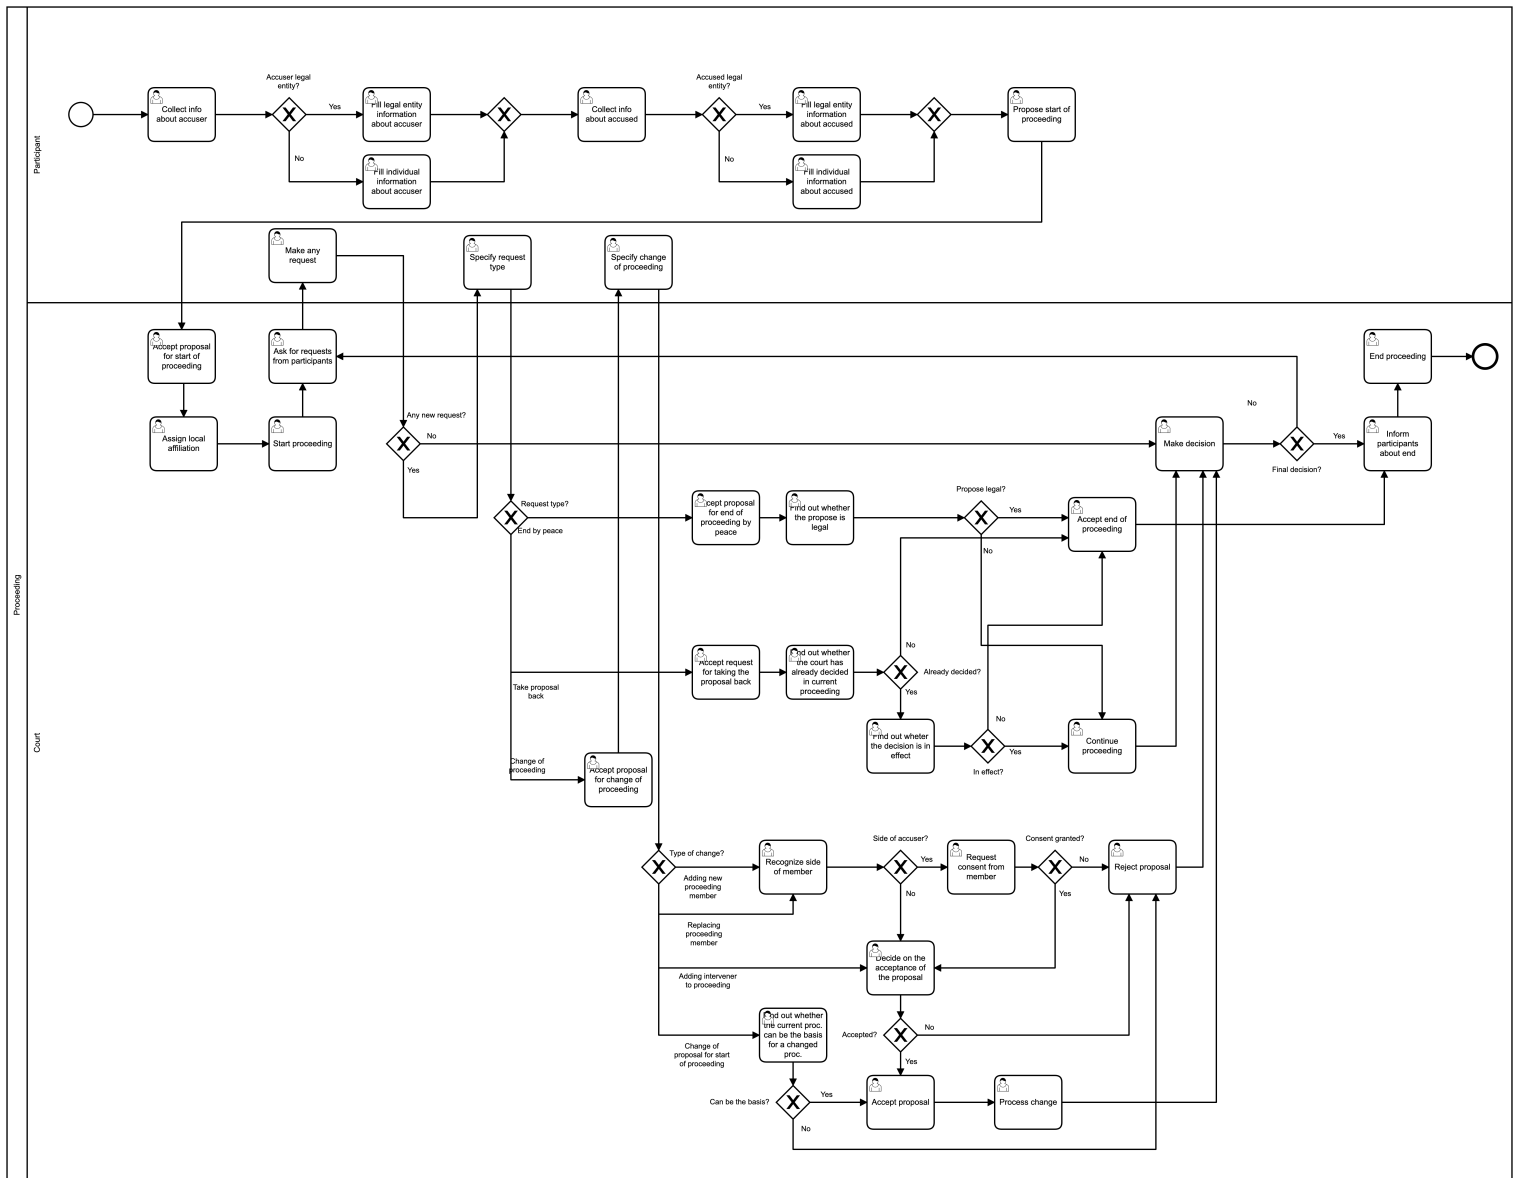 Proceeding
Participant
Accuser legal
entity?
Accused legal
entity?
Collect info
about accuser
Yes
Fill legal entity
information
about accuser
Collect info
about accused
Yes
Fill legal entity
information
about accused
Propose start of
proceeding
No
Fill individual
information
about accuser
No
Fill individual
information
about accused
Make any
request
Specify request
type
Specify change
of proceeding
Court
Accept proposal
for start of
proceeding
Ask for requests
from participants
End proceeding
Assign local
affiliation
Start proceeding
Any new request?
No
Yes
Make decision
No
Yes
Final decision?
Inform
participants
about end
Request type?
End by peace
Accept proposal
for end of
proceeding by
peace
Find out whether
the propose is
legal
Propose legal?
Yes
No
Accept end of
proceeding
Take proposal
back
Accept request
for taking the
proposal back
Find out whether
the court has
already decided
in current
proceeding
No
Already decided?
Yes
Find out wheter
the decision is in
effect
No
Yes
In effect?
Continue
proceeding
Change of
proceeding
Accept proposal
for change of
proceeding
Type of change?
Adding new
proceeding
member
Recognize side
of member
Side of accuser?
Yes
No
Request
consent from
member
Consent granted?
No
Yes
Reject proposal
Replacing
proceeding
member
Adding intervener
to proceeding
Decide on the
acceptance of
the proposal
Change of
proposal for start
of proceeding
Find out whether
the current proc.
can be the basis
for a changed
proc.
Accepted?
No
Yes
Can be the basis?
Yes
No
Accept proposal
Process change